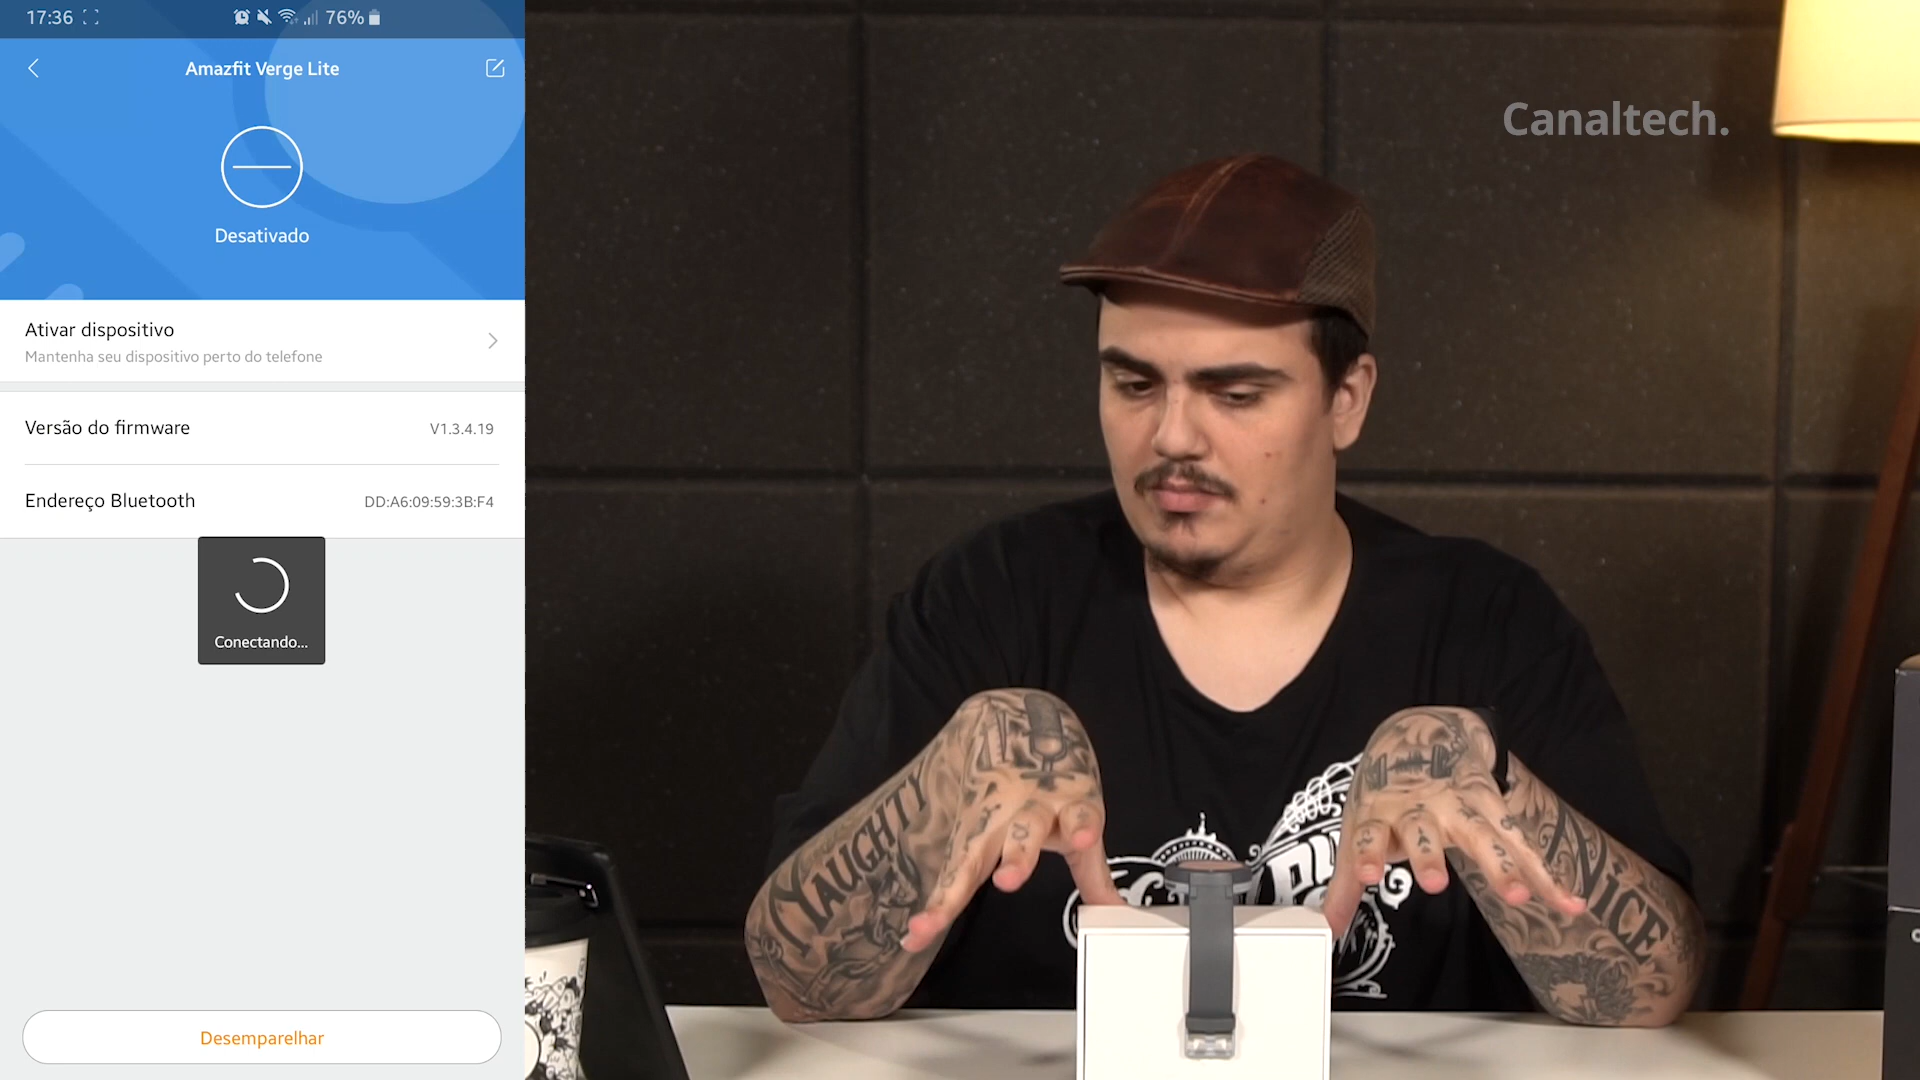 17:36
76%
Amazfit Verge Lite
Desativado
Ativar dispositivo
Mantenha seu dispositivo perto do telefone
Versão do firmware
V1.3.4.19
Endereço Bluetooth
DD:A6:09:59:3B:F4
Conectando...
Desemparelhar
Canaltech.
NAUGHTY
NICE